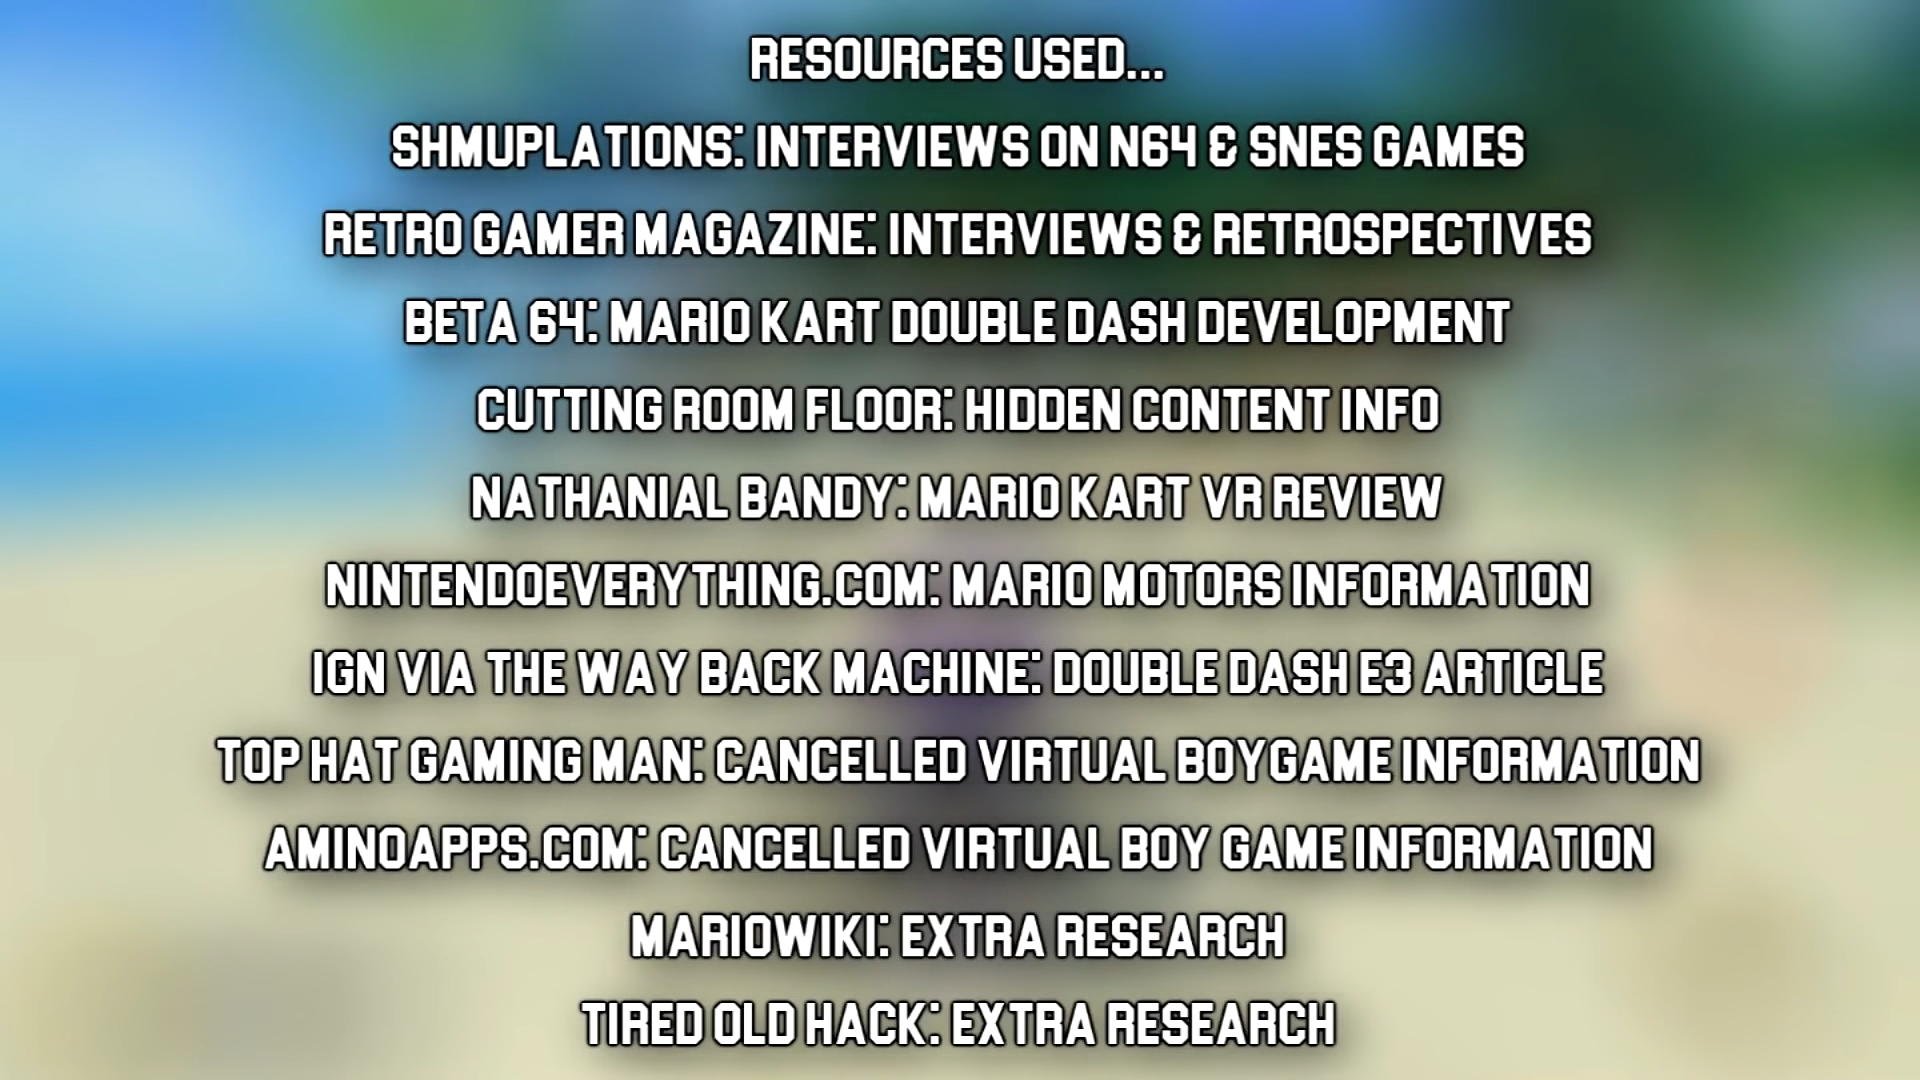 RESOURCES USED...
SHMUPLATIONS: INTERVIEWS ON N64 & SNES GAMES
RETRO GAMER MAGAZINE: INTERVIEWS & RETROSPECTIVES
BETA 64: MARIO KART DOUBLE DASH DEVELOPMENT
CUTTING ROOM FLOOR: HIDDEN CONTENT INFO
NATHANIAL BANDY: MARIO KART VR REVIEW
NINTENDOEVERYTHING.COM: MARIO MOTORS INFORMATION
IGN VIA THE WAY BACK MACHINE: DOUBLE DASH E3 ARTICLE
TOP HAT GAMING MAN: CANCELLED VIRTUAL BOYGAME INFORMATION
AMINOAPPS.COM: CANCELLED VIRTUAL BOY GAME INFORMATION
MARIOWIKI: EXTRA RESEARCH
TIRED OLD HACK: EXTRA RESEARCH